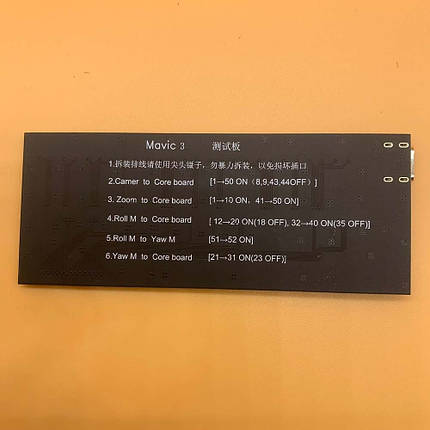 Mavic 3 测试板
1.拆装排线请使用尖头镊子，勿暴力拆装，以免损坏插口
2.Camer to Core board [1→50 ON (8,9,43,44OFF)]
3. Zoom to Core board [1→10 ON，41→50 ON]
4.Roll M to Core board [ 12→20 ON(18 OFF), 32→40 ON(35 OFF)]
5.Roll M to Yaw M [51→52 ON]
6.Yaw M to Core board [21→31 ON(23 OFF)]